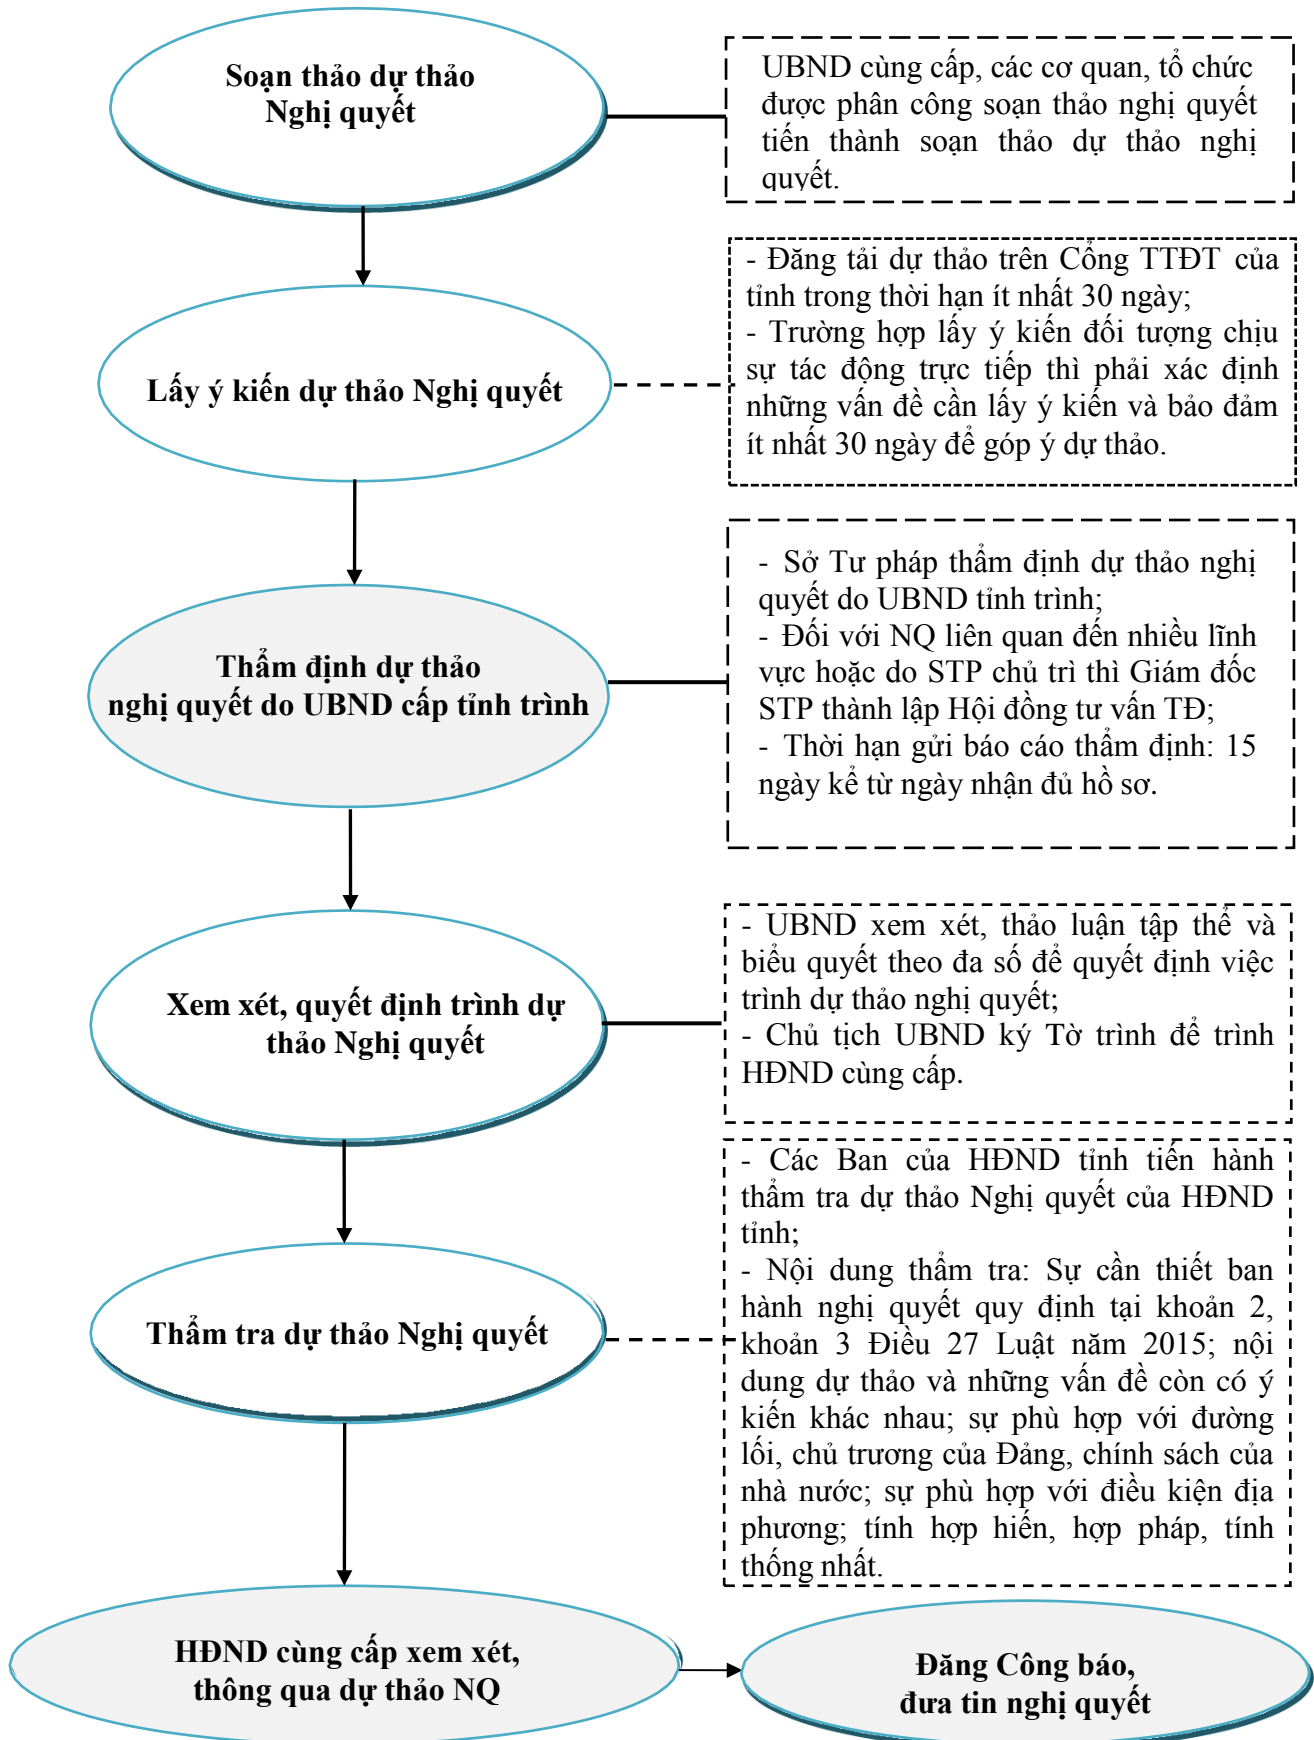 Soạn thảo dự thảo
Nghị quyết
UBND cùng cấp, các cơ quan, tổ chức
được phân công soạn thảo nghị quyết
tiến thành soạn thảo dự thảo nghị
quyết.
Lấy ý kiến dự thảo Nghị quyết
- Đăng tải dự thảo trên Cổng TTĐT của
tỉnh trong thời hạn ít nhất 30 ngày;
- Trường hợp lấy ý kiến đối tượng chịu
sự tác động trực tiếp thì phải xác định
những vấn đề cần lấy ý kiến và bảo đảm
ít nhất 30 ngày để góp ý dự thảo.
Thẩm định dự thảo
nghị quyết do UBND cấp tỉnh trình
- Sở Tư pháp thẩm định dự thảo nghị
quyết do UBND tỉnh trình;
- Đối với NQ liên quan đến nhiều lĩnh
vực hoặc do STP chủ trì thì Giám đốc
STP thành lập Hội đồng tư vấn TĐ;
- Thời hạn gửi báo cáo thẩm định: 15
ngày kể từ ngày nhận đủ hồ sơ.
Xem xét, quyết định trình dự
thảo Nghị quyết
- UBND xem xét, thảo luận tập thể và
biểu quyết theo đa số để quyết định việc
trình dự thảo nghị quyết;
- Chủ tịch UBND ký Tờ trình để trình
HĐND cùng cấp.
Thẩm tra dự thảo Nghị quyết
- Các Ban của HĐND tỉnh tiến hành
thẩm tra dự thảo Nghị quyết của HĐND
tỉnh;
- Nội dung thẩm tra: Sự cần thiết ban
hành nghị quyết quy định tại khoản 2,
khoản 3 Điều 27 Luật năm 2015; nội
dung dự thảo và những vấn đề còn có ý
kiến khác nhau; sự phù hợp với đường
lối, chủ trương của Đảng, chính sách của
nhà nước; sự phù hợp với điều kiện địa
phương; tính hợp hiến, hợp pháp, tính
thống nhất.
HĐND cùng cấp xem xét,
thông qua dự thảo NQ
Đăng Công báo,
đưa tin nghị quyết